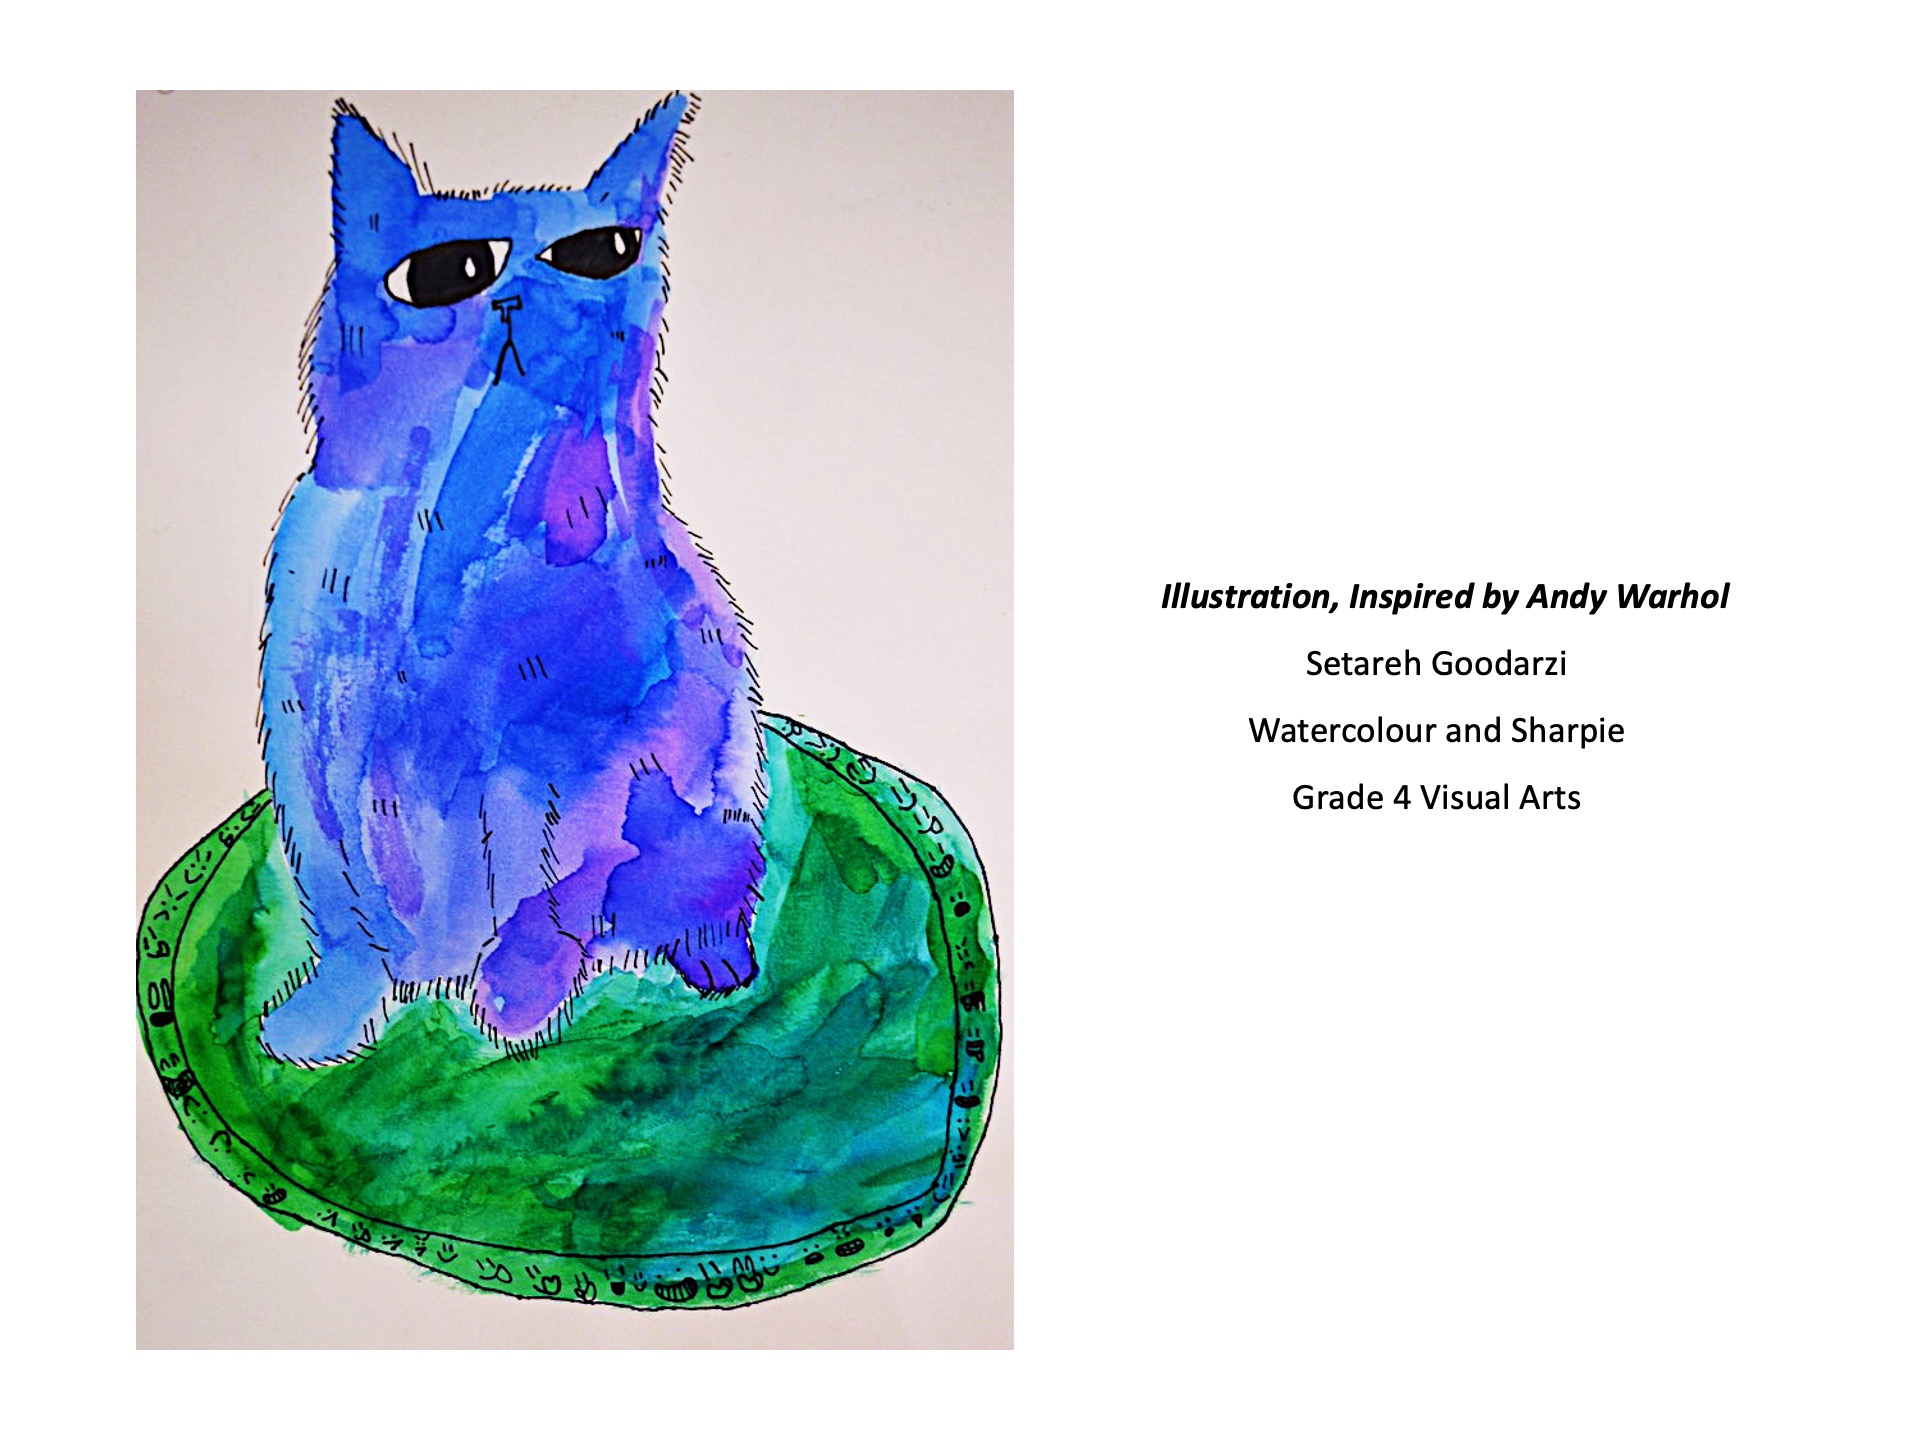 Illustration, Inspired by Andy Warhol
Setareh Goodarzi
Watercolour and Sharpie
Grade 4 Visual Arts